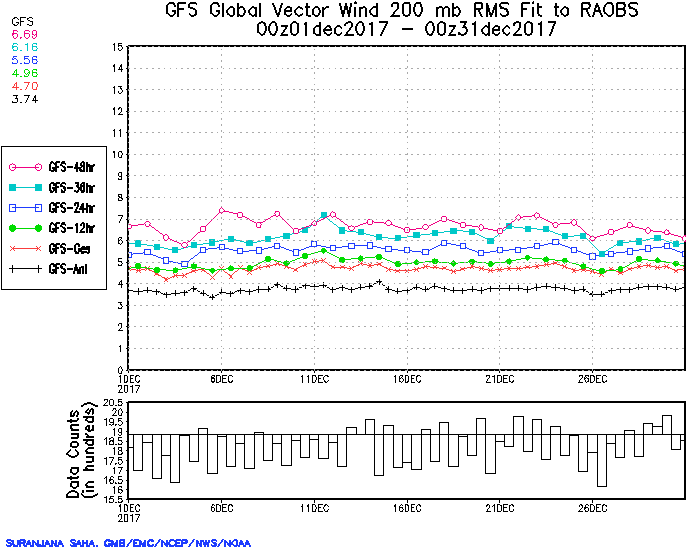 GFS Global Vector Wind 200 mb RMS Fit to RAOBS
00z01dec2017 - 00z31dec2017
GFS
6.69
6.16
5.56
4.96
4.70
3.74
15
14
13
12
11
10
9
8
7
6
5
4
3
2
1
0
GFS-48hr
GFS-36hr
GFS-24hr
GFS-12hr
GFS-Ges
GFS-Anl
1DEC 6DEC 11DEC 16DEC 21DEC 26DEC
2017
Data Counts
(in hundreds)
20.5
20
19.5
19
18.5
18
17.5
17
16.5
16
15.5
1DEC 6DEC 11DEC 16DEC 21DEC 26DEC
2017
SURANJANA SAHA, GMB/EMC/NCEP/NWS/NOAA